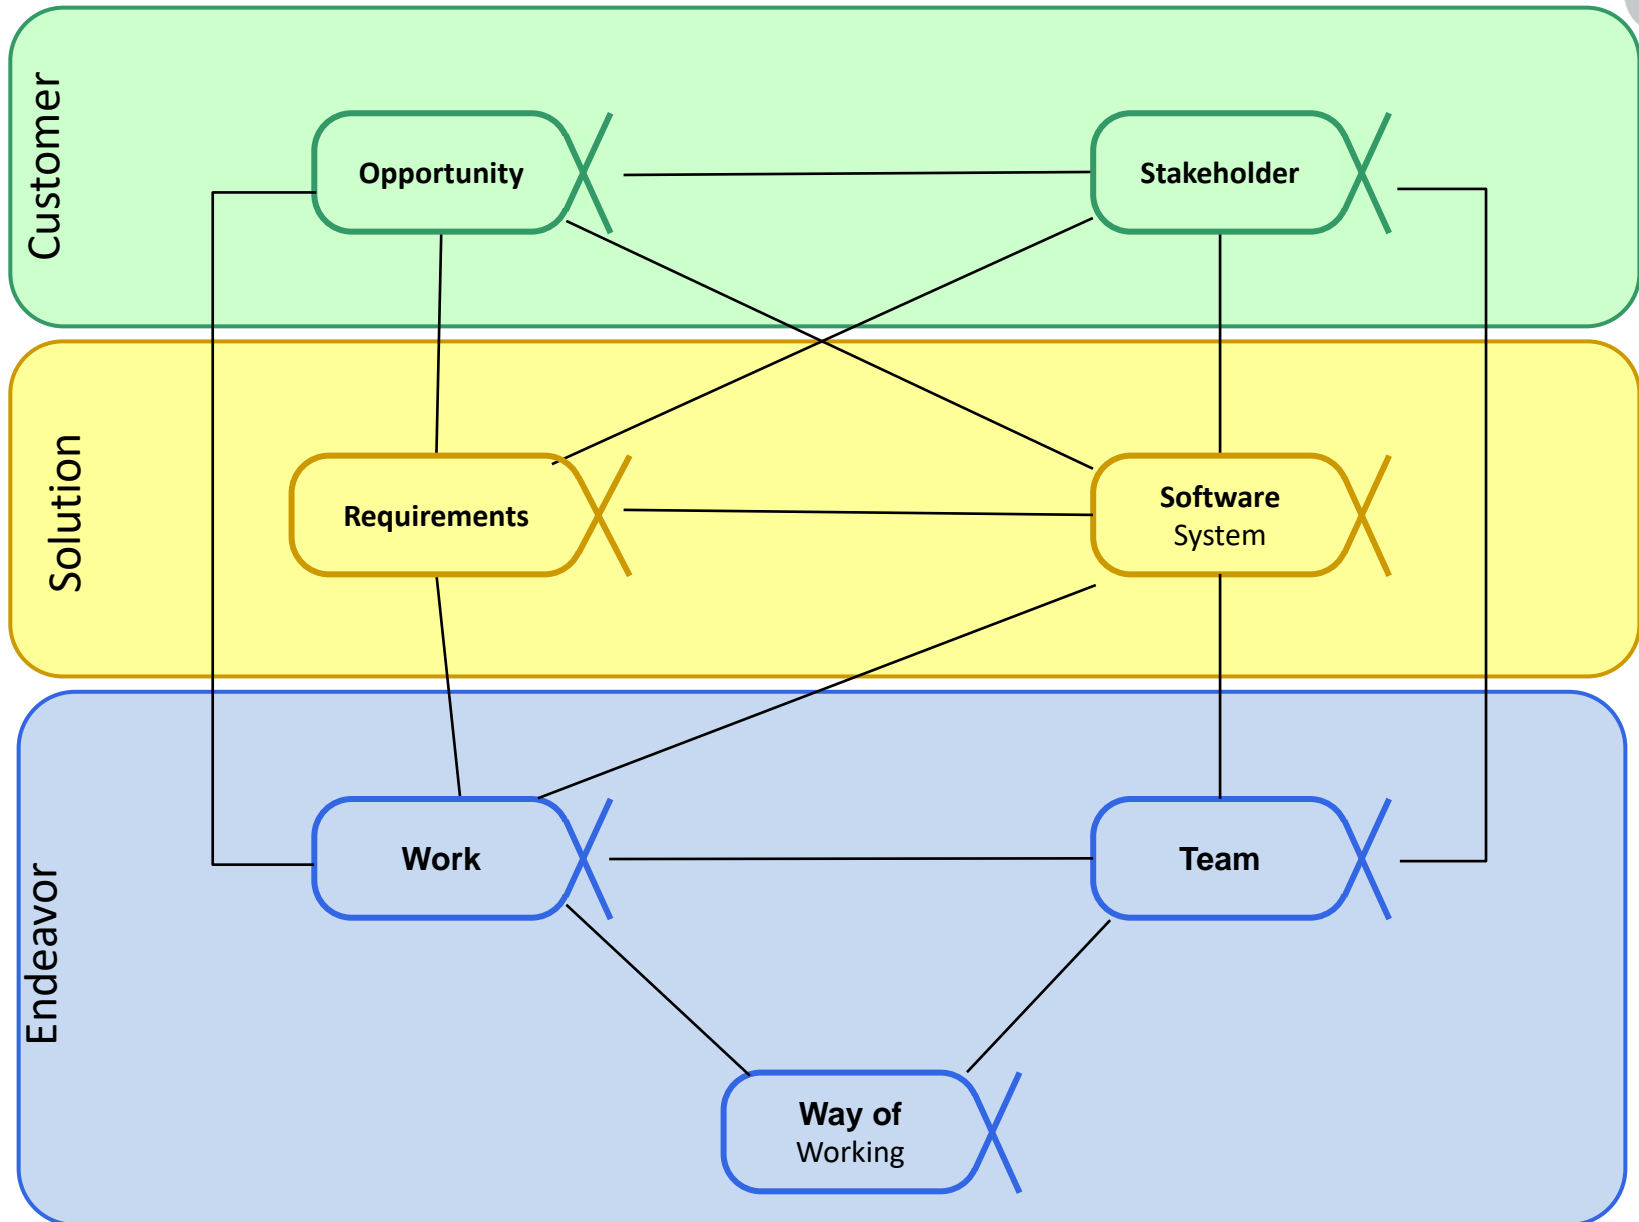 Customer
Opportunity
Stakeholder
Solution
Requirements
Software
System
Endeavor
Work
Team
Way of
Working